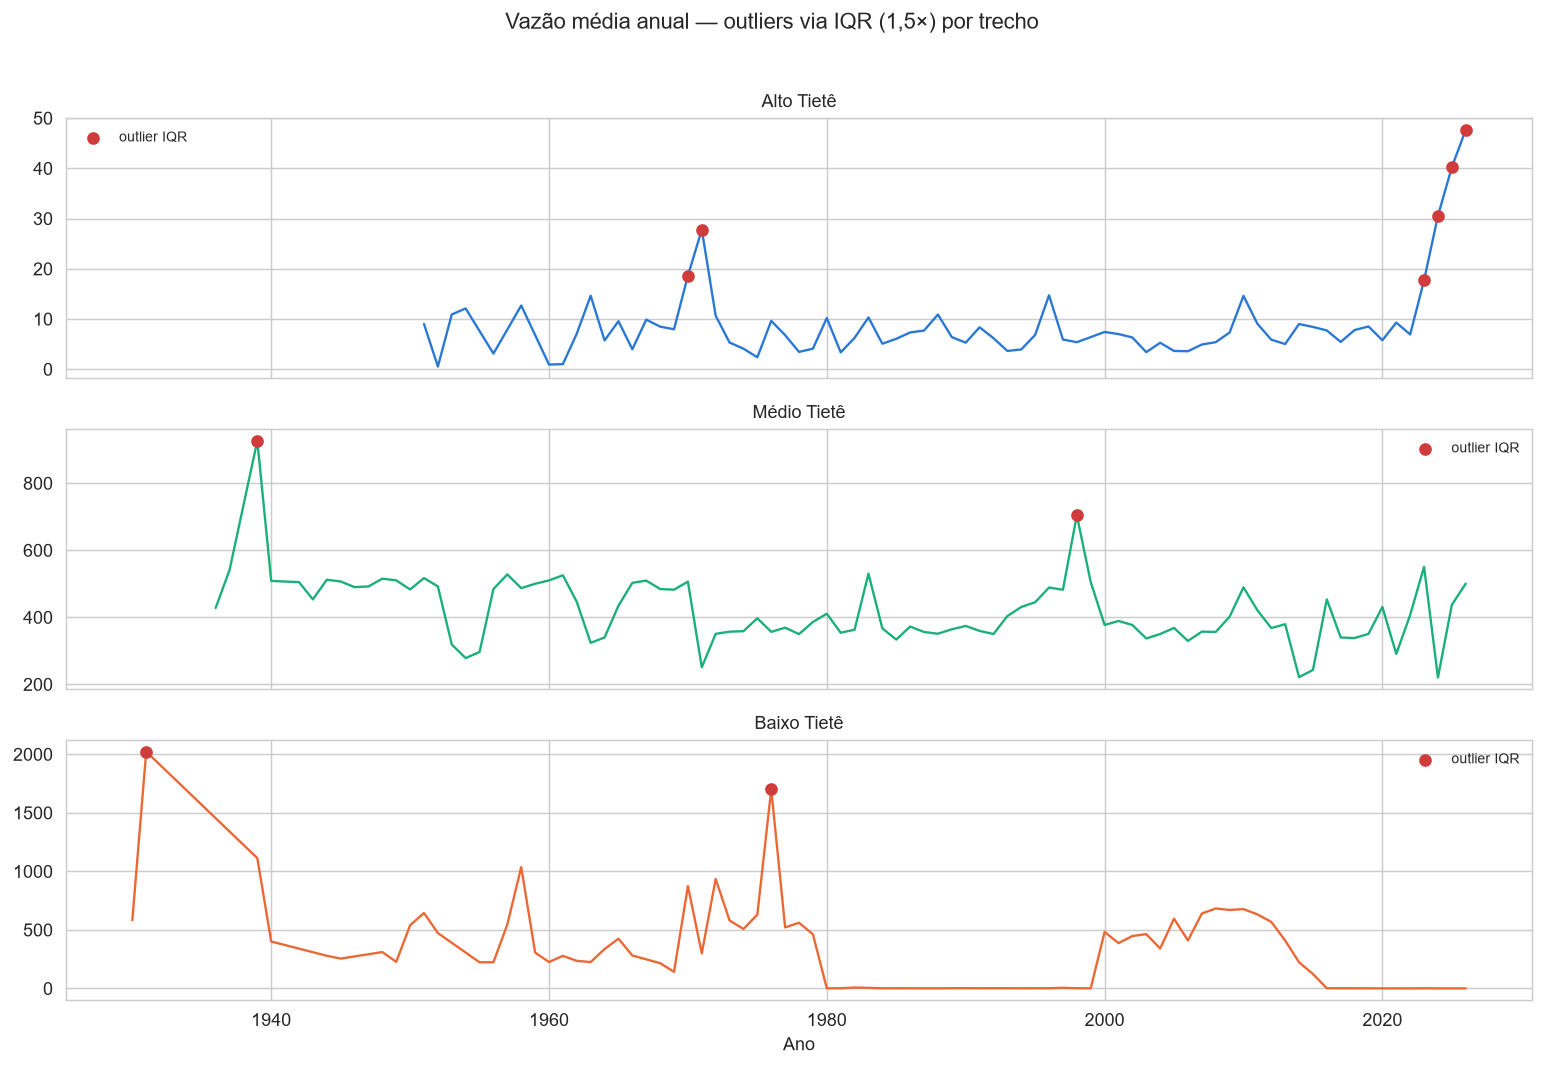 Vazão média anual — outliers via IQR (1,5×) por trecho
Alto Tietê
50
40
30
20
10
0
outlier IQR
Médio Tietê
800
600
400
200
outlier IQR
Baixo Tietê
2000
1500
1000
500
0
outlier IQR
1940 1960 1980 2000 2020
Ano